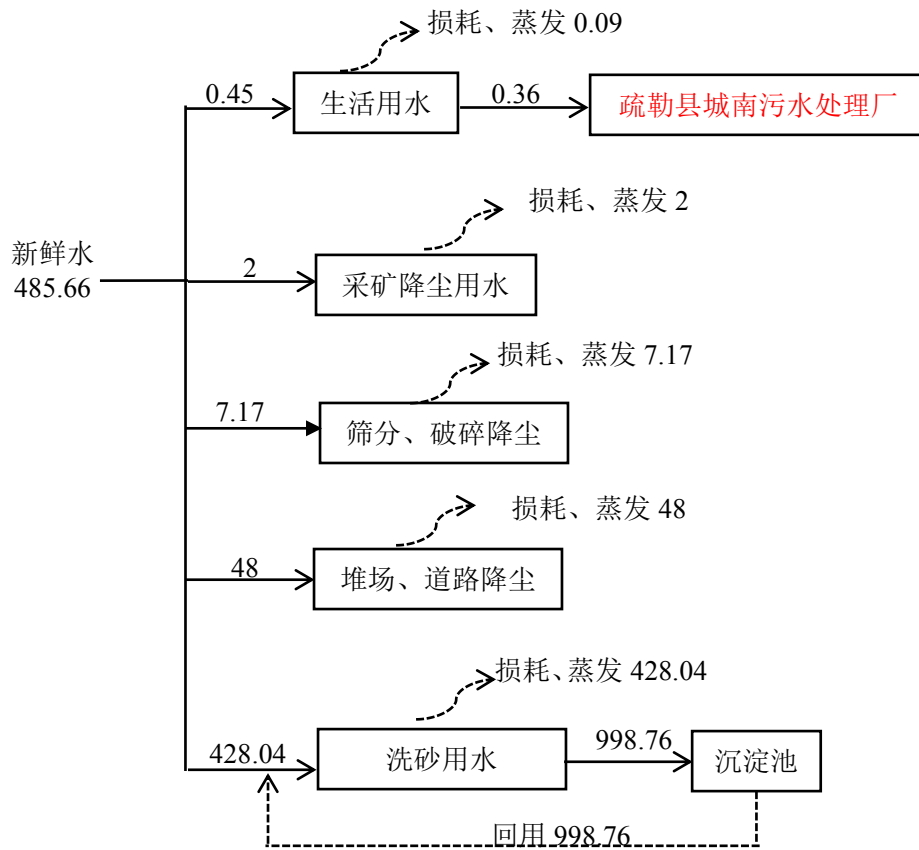 损耗、蒸发 0.09
0.45
生活用水
0.36
疏勒县城南污水处理厂
损耗、蒸发 2
新鲜水
485.66
2
采矿降尘用水
损耗、蒸发 7.17
7.17
筛分、破碎降尘
损耗、蒸发 48
48
堆场、道路降尘
损耗、蒸发 428.04
428.04
洗砂用水
998.76
沉淀池
回用 998.76